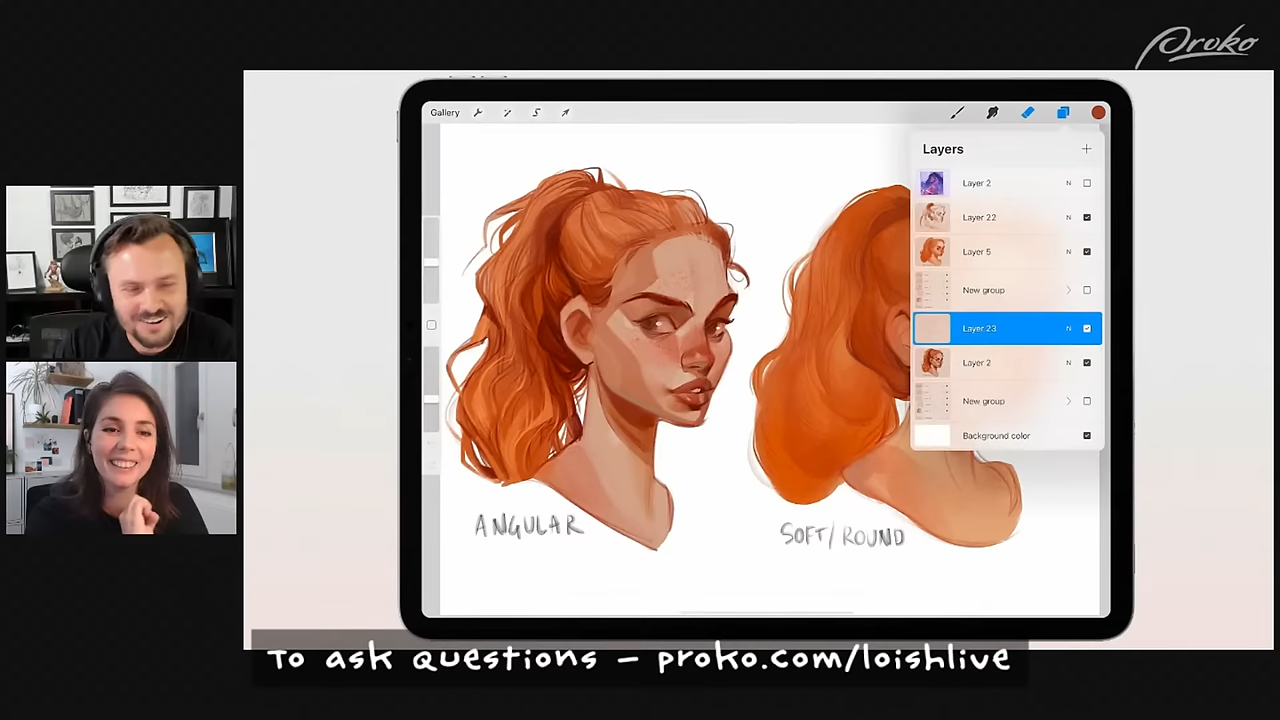 Proko
Gallery
Layers
Layer 2 N
Layer 22 N
Layer 5 N
New group
Layer 23 N
Layer 2 N
New group
Background color
ANGULAR
SOFT/ROUND
To ask questions – proko.com/loishlive